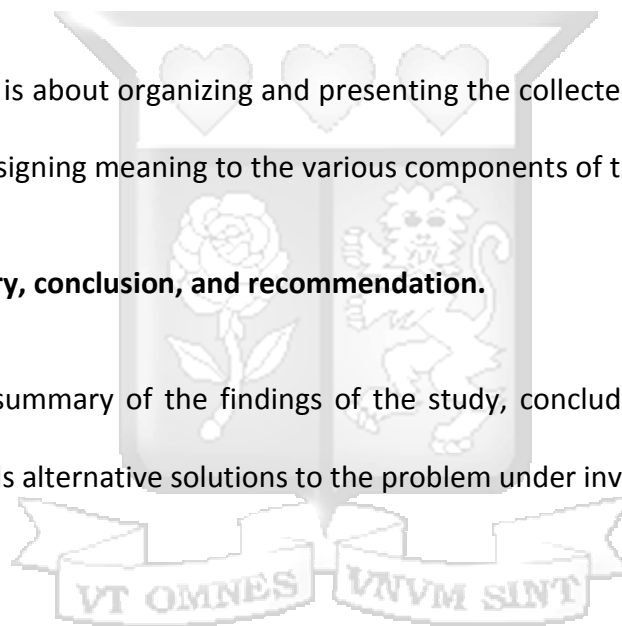 is about organizing and presenting the collecte
signing meaning to the various components of t
ry, conclusion, and recommendation.
summary of the findings of the study, conclud
ls alternative solutions to the problem under inv
VT OMNES VNVM SINT